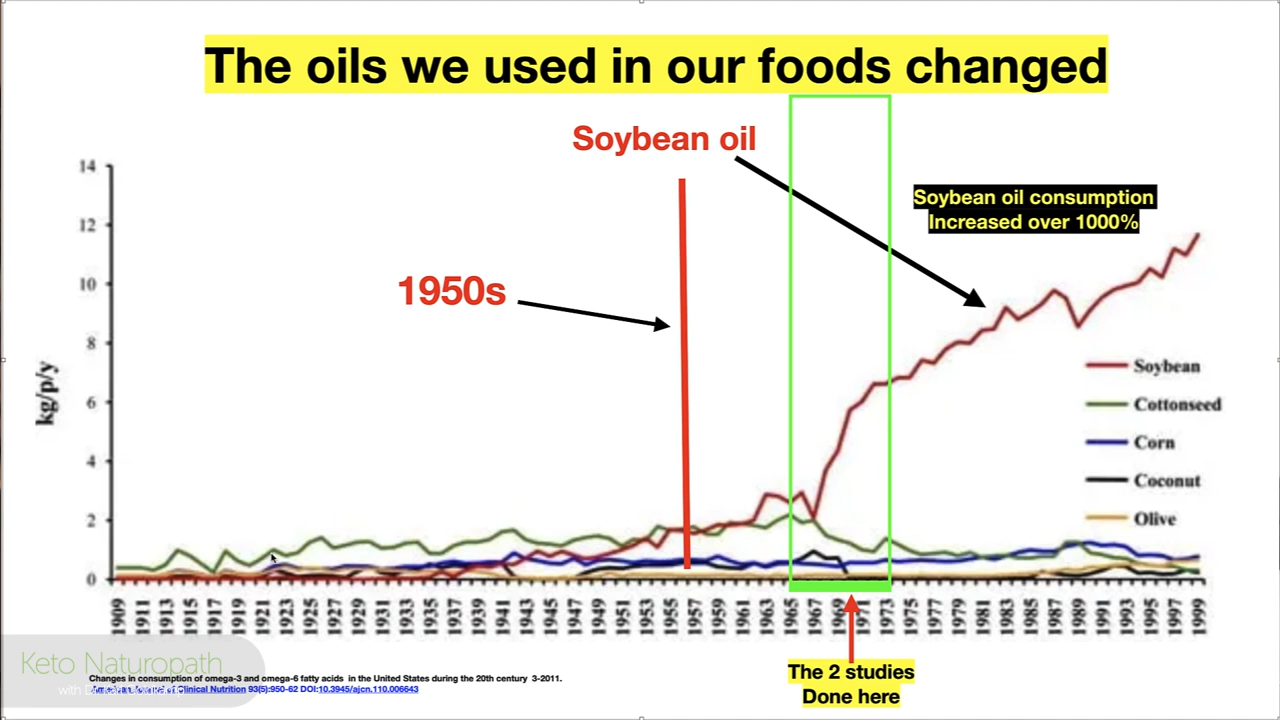 The oils we used in our foods changed
Soybean oil
Soybean oil consumption
Increased over 1000%
1950s
kg/p/y
14
12
10
8
6
4
2
0
Soybean
Cottonseed
Corn
Coconut
Olive
1909 1911 1913 1915 1917 1919 1921 1923 1925 1927 1929 1931 1933 1935 1937 1939 1941 1943 1945 1947 1949 1951 1953 1955 1957 1959 1961 1963 1965 1967 1969 1971 1973 1975 1977 1979 1981 1983 1985 1987 1989 1991 1993 1995 1997 1999
The 2 studies
Done here
Keto Naturopath
with
Changes in consumption of omega-3 and omega-6 fatty acids in the United States during the 20th century 3-2011.
American Journal of Clinical Nutrition 93(5):950-62 DOI:10.3945/ajcn.110.006643